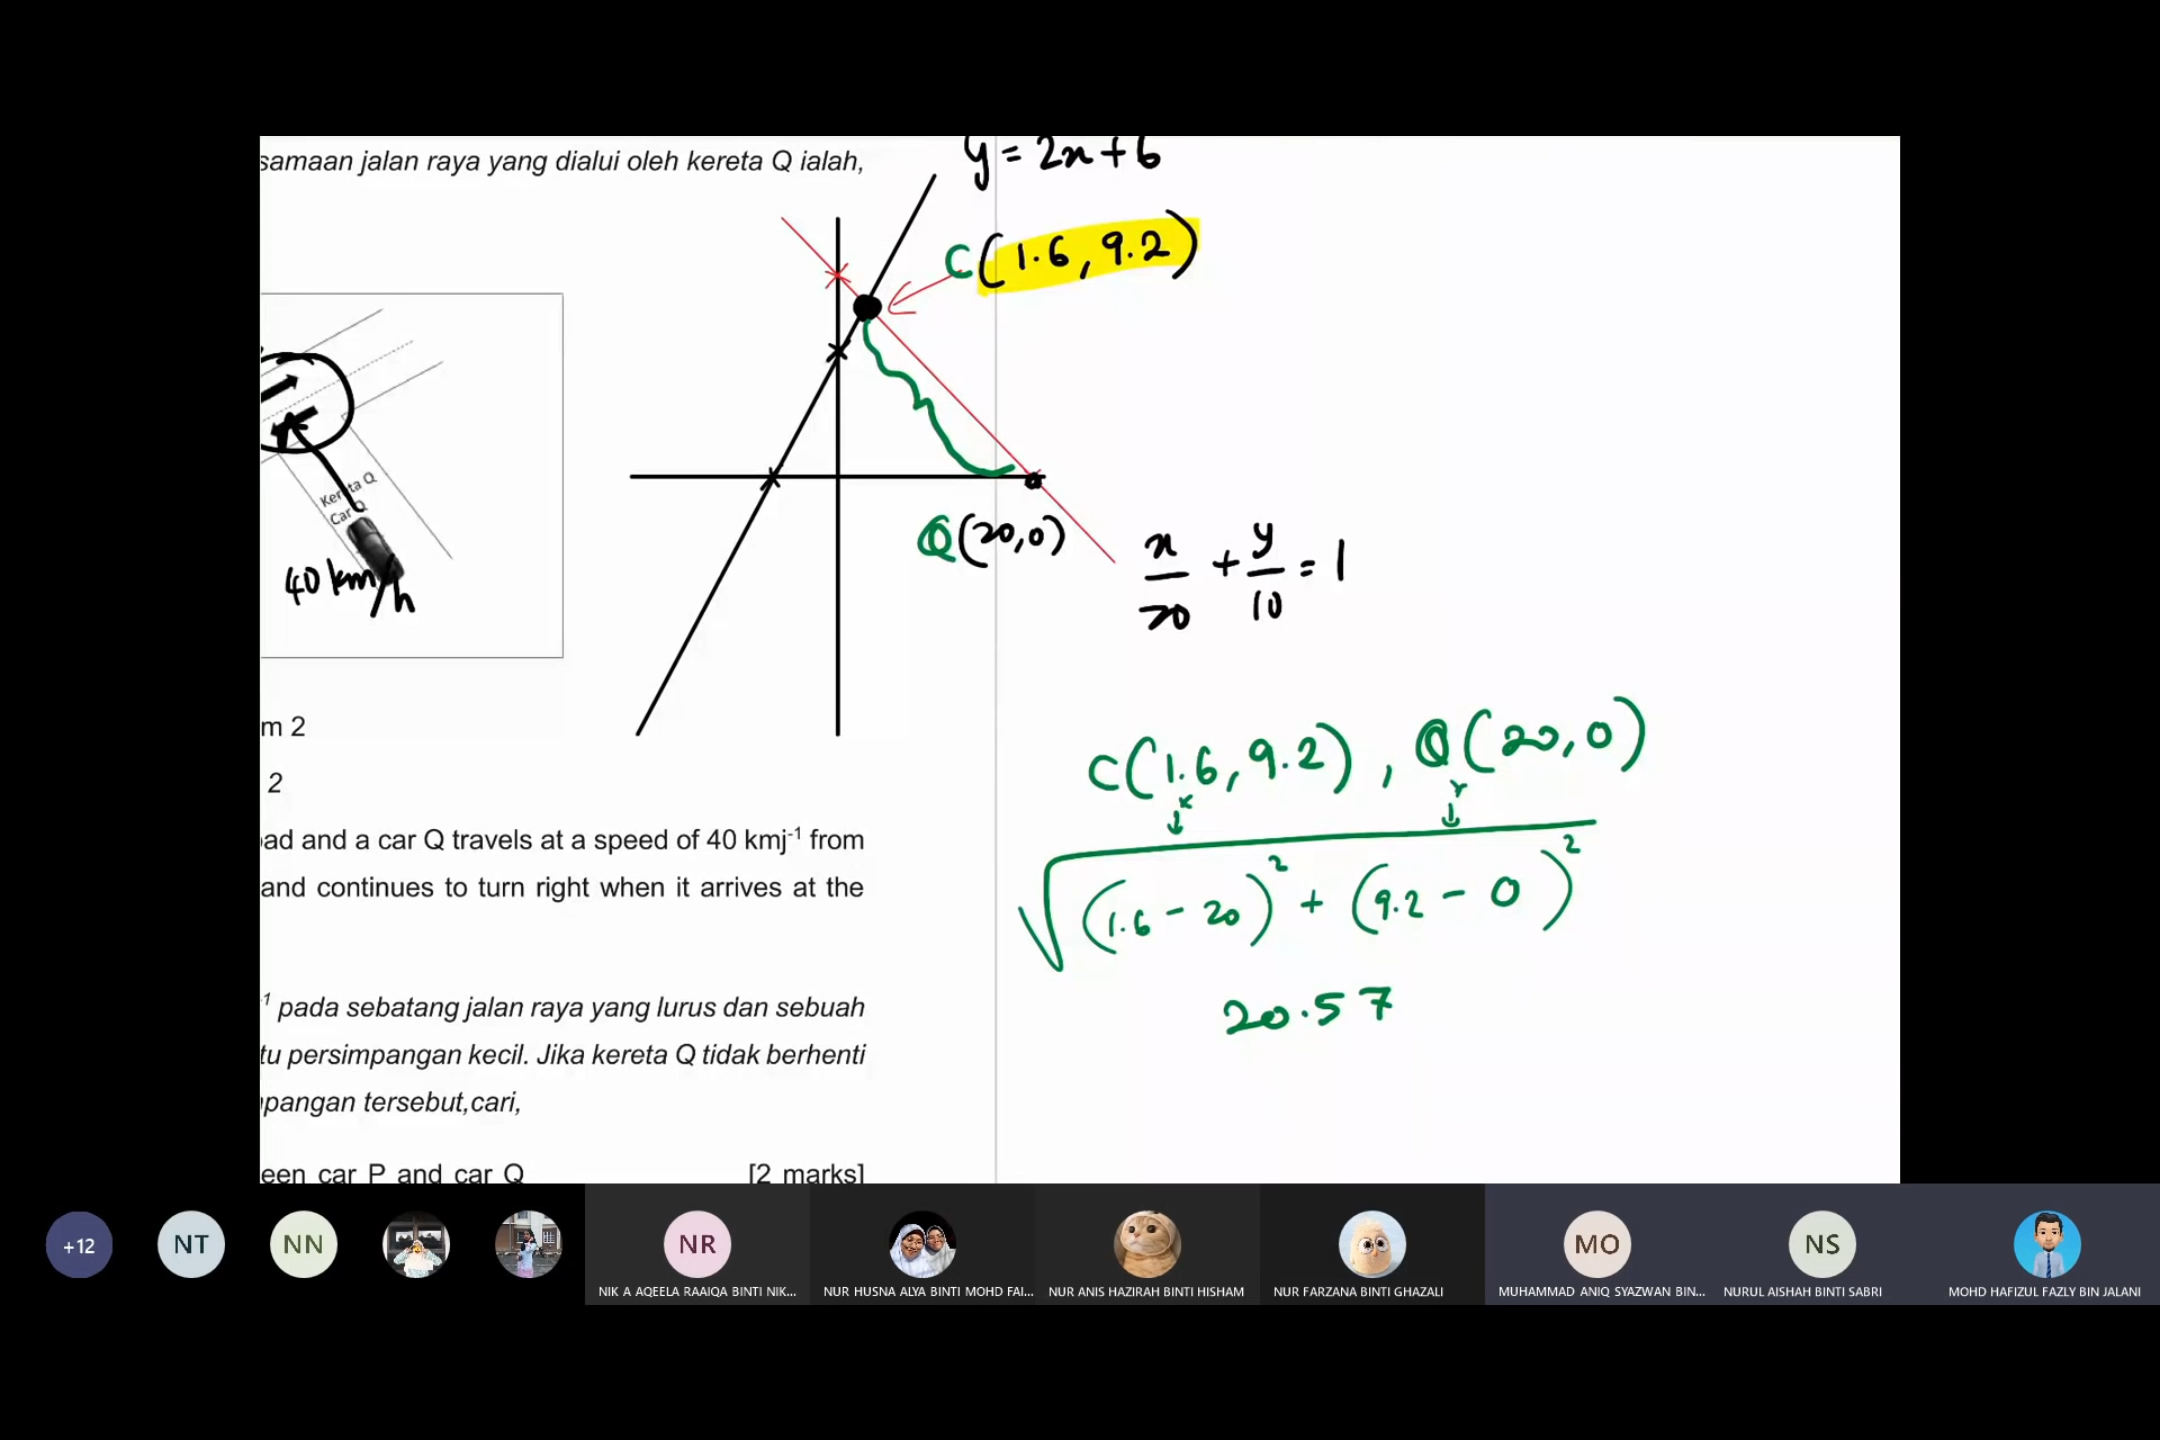 samaan jalan raya yang dialui oleh kereta Q ialah,
y = 2x + 6
C(1.6, 9.2)
Kereta Q
Car Q
40 km/h
Q(20,0)
x/20 + y/10 = 1
m 2
2
C(1.6, 9.2), Q(20,0)
ad and a car Q travels at a speed of 40 kmj⁻¹ from
and continues to turn right when it arrives at the
√(1.6 - 20)² + (9.2 - 0)²
20.57
⁻¹ pada sebatang jalan raya yang lurus dan sebuah
tu persimpangan kecil. Jika kereta Q tidak berhenti
pangan tersebut,cari,
een car P and car Q [2 marks]
+12
NT
NN
NR
MO
NS
NIK A AQEELA RAAIQA BINTI NIK...
NUR HUSNA ALYA BINTI MOHD FAI...
NUR ANIS HAZIRAH BINTI HISHAM
NUR FARZANA BINTI GHAZALI
MUHAMMAD ANIQ SYAZWAN BIN...
NURUL AISHAH BINTI SABRI
MOHD HAFIZUL FAZLY BIN JALANI